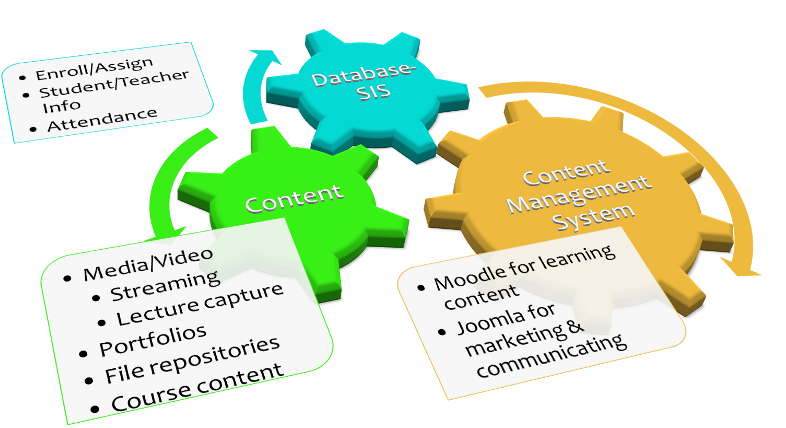 Database-
SIS
• Enroll/Assign
• Student/Teacher
Info
• Attendance
Content
• Media/Video
• Streaming
• Lecture capture
• Portfolios
• File repositories
• Course content
Content
Management
System
• Moodle for learning
content
• Joomla for
marketing &
communicating